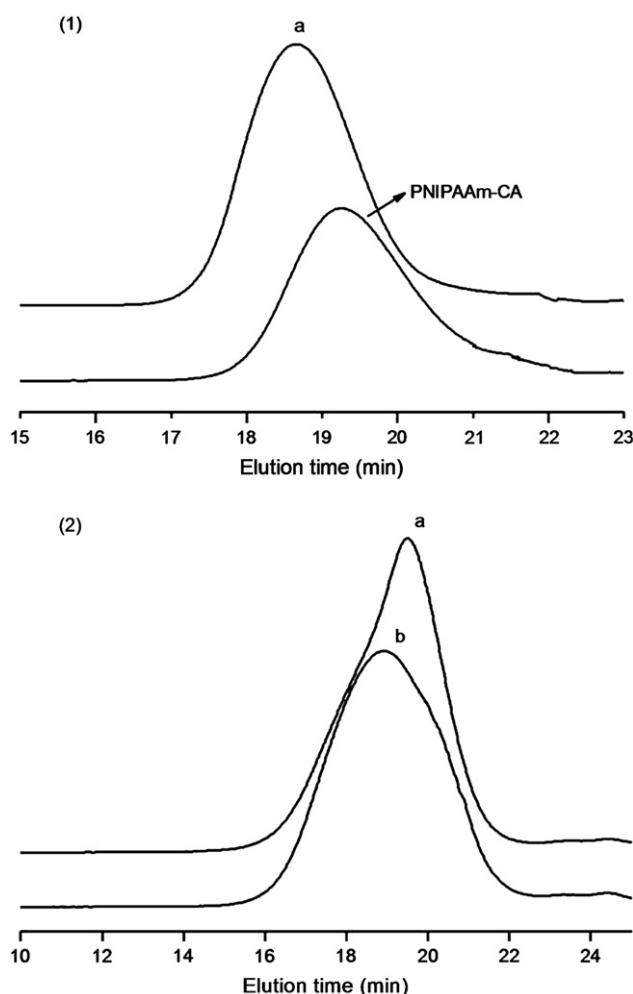 (1)
a
PNIPAAm-CA
15 16 17 18 19 20 21 22 23
Elution time (min)
(2)
a
b
10 12 14 16 18 20 22 24
Elution time (min)